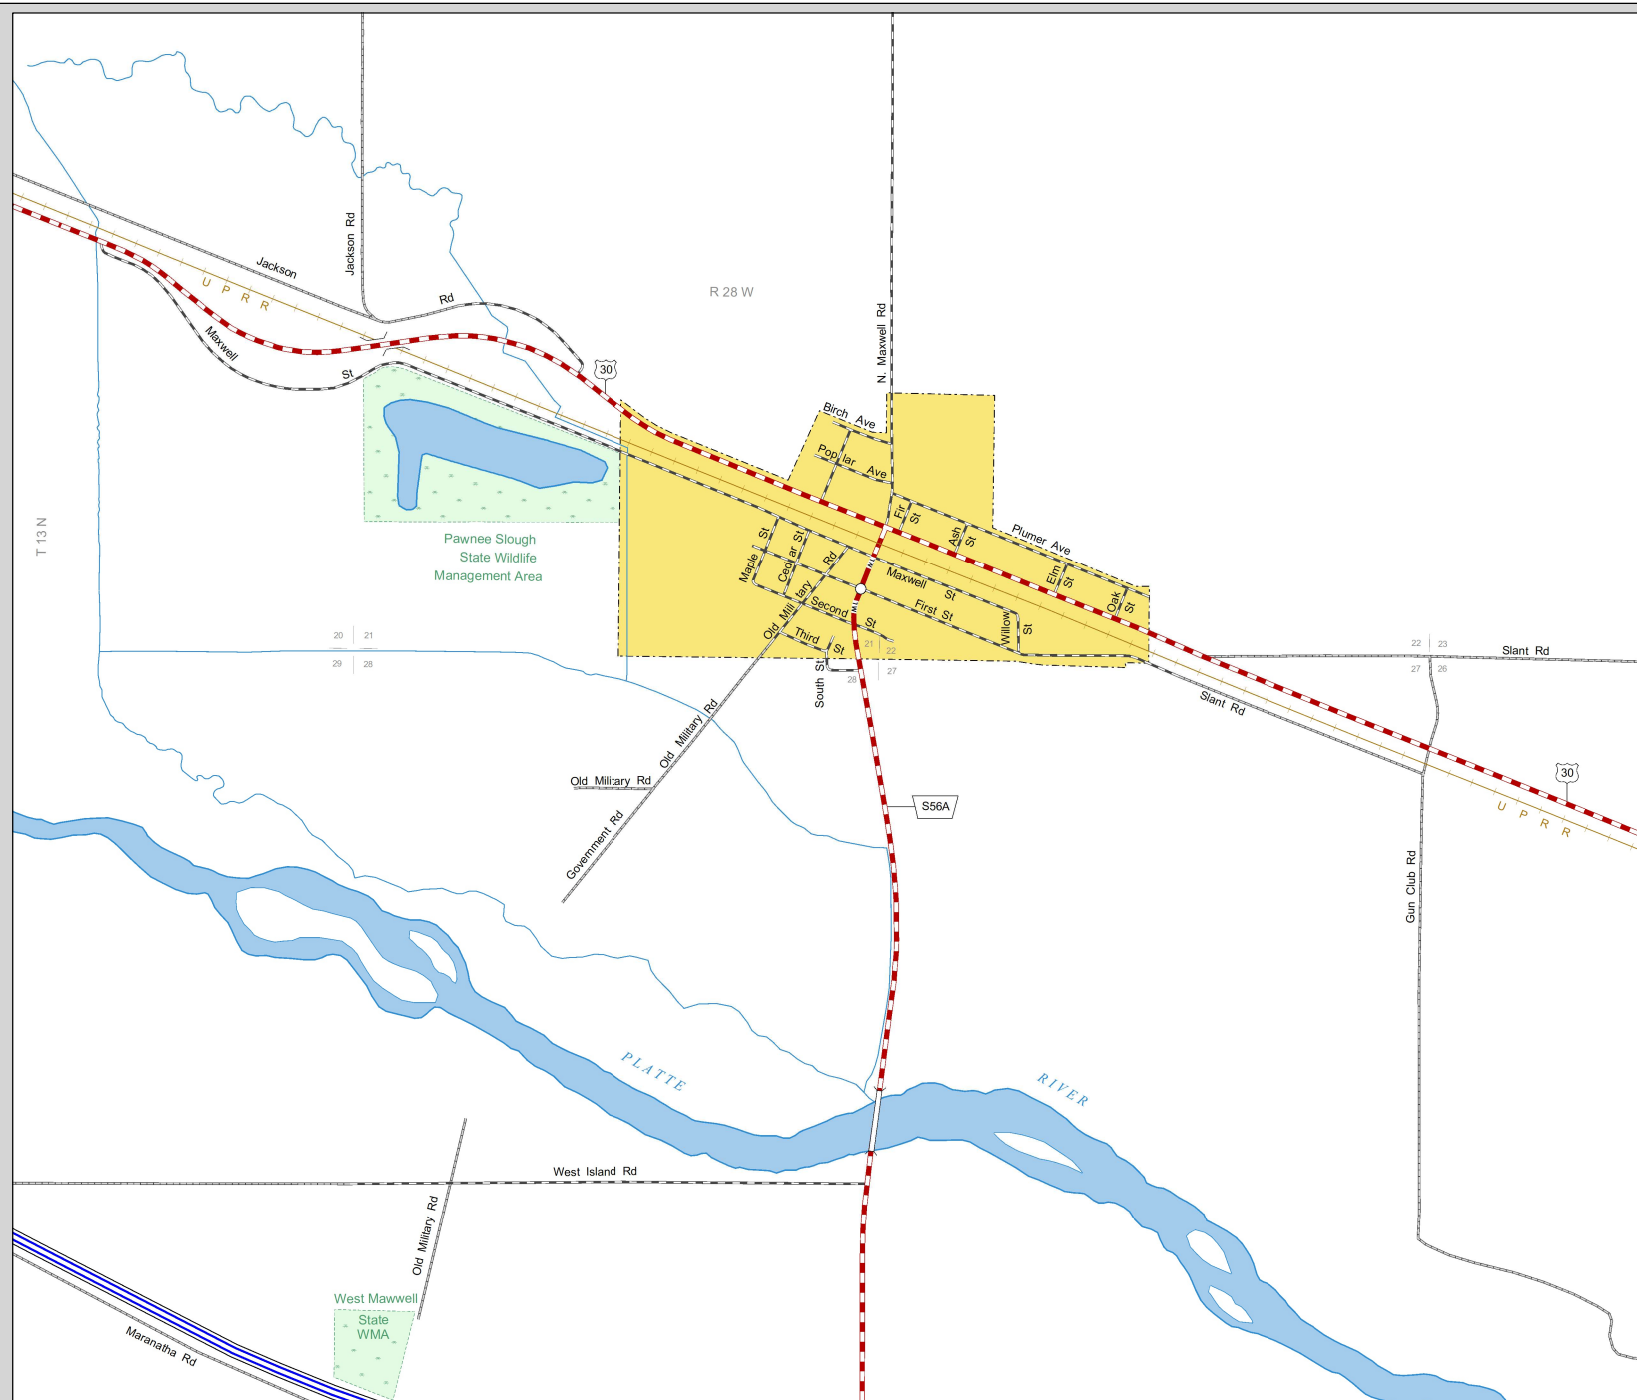 Jackson Rd
Jackson
Rd
U P R R
R 28 W
N. Maxwell Rd
Maxwell
St
30
Birch Ave
Poplar Ave
Fir
St
Ash
St
Plumer Ave
Elm
St
Oak
St
T 13 N
Pawnee Slough
State Wildlife
Management Area
Maple
St
Cedar St
Old Military
Rd
Maxwell
St
First St
Second
St
Third
St
Willow
St
South St
20 21
29 28
21 22
28 27
22 23
27 26
Slant Rd
Slant Rd
Old Military Rd
Old Military Rd
Government Rd
S56A
30
U P R R
Gun Club Rd
PLATTE
RIVER
West Island Rd
Old Military Rd
West Mawwell
State
WMA
Maranatha Rd